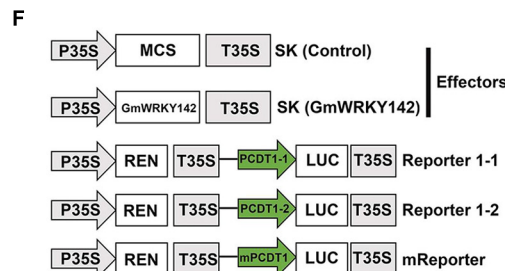 F
P35S MCS T35S SK (Control)
P35S GmWRKY142 T35S SK (GmWRKY142)
Effectors
P35S REN T35S PCDT1-1 LUC T35S Reporter 1-1
P35S REN T35S PCDT1-2 LUC T35S Reporter 1-2
P35S REN T35S mPCDT1 LUC T35S mReporter